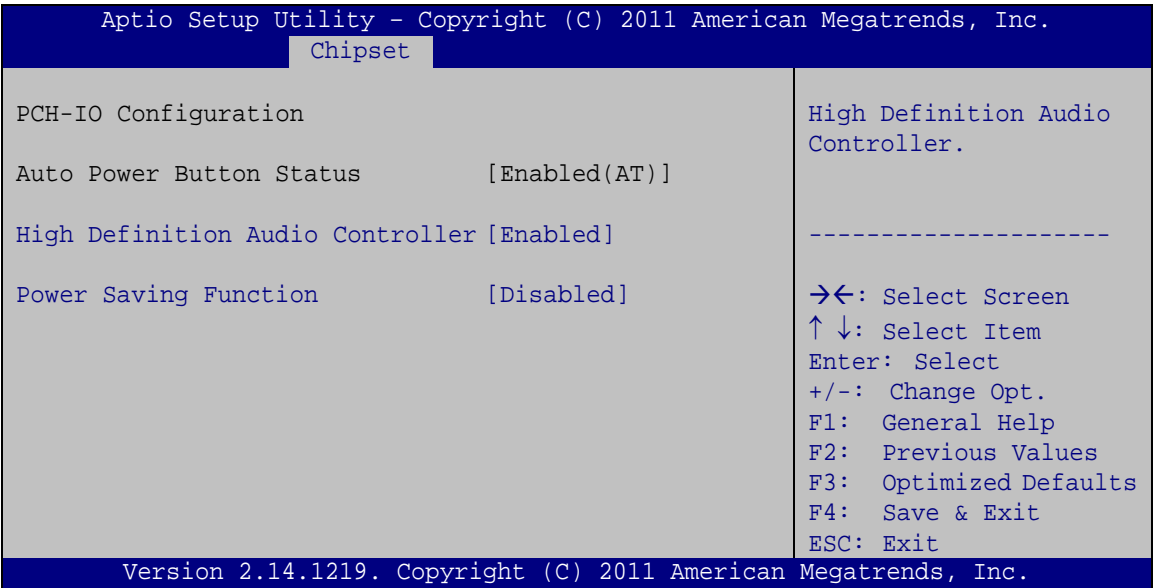 Aptio Setup Utility – Copyright (C) 2011 American Megatrends, Inc.
Chipset
PCH-IO Configuration
Auto Power Button Status [Enabled(AT)]
High Definition Audio Controller [Enabled]
Power Saving Function [Disabled]
High Definition Audio
Controller.
---------------------
→←: Select Screen
↑ ↓: Select Item
Enter: Select
+/-: Change Opt.
F1: General Help
F2: Previous Values
F3: Optimized Defaults
F4: Save & Exit
ESC: Exit
Version 2.14.1219. Copyright (C) 2011 American Megatrends, Inc.